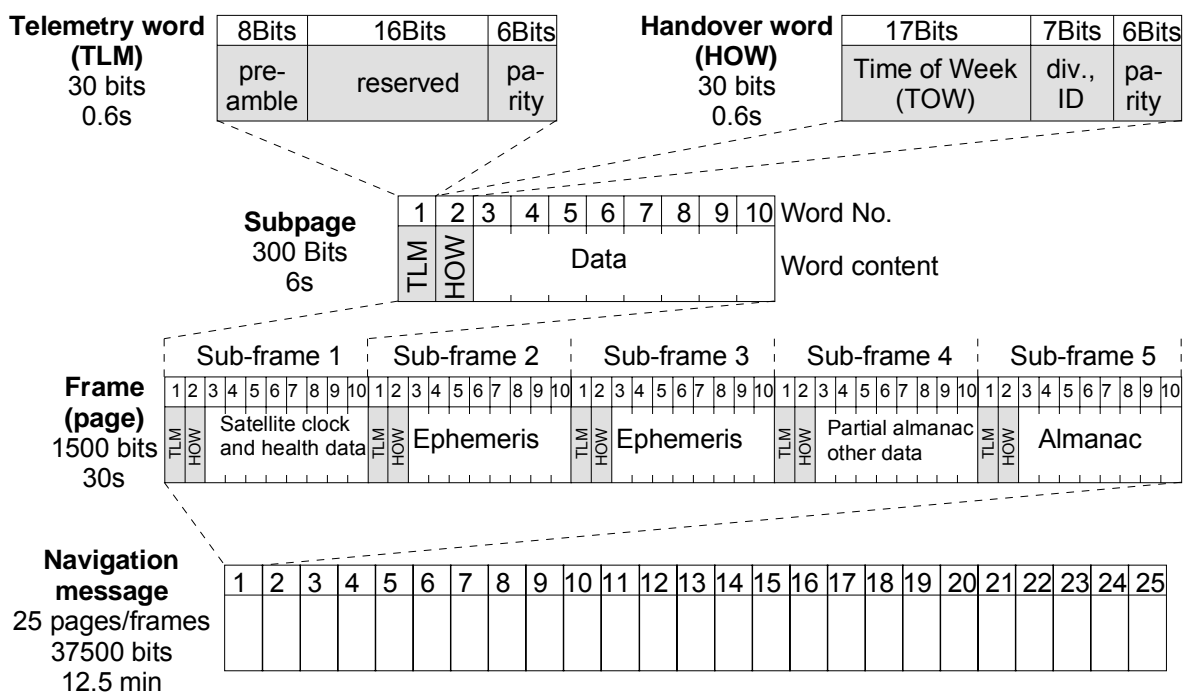 Telemetry word
(TLM)
30 bits
0.6s
8Bits 16Bits 6Bits
pre-
amble
reserved
pa-
rity
Handover word
(HOW)
30 bits
0.6s
17Bits 7Bits 6Bits
Time of Week
(TOW)
div.,
ID
pa-
rity
Subpage
300 Bits
6s
1 2 3 4 5 6 7 8 9 10 Word No.
TLM HOW Data Word content
Sub-frame 1 Sub-frame 2 Sub-frame 3 Sub-frame 4 Sub-frame 5
Frame
(page)
1500 bits
30s
1 2 3 4 5 6 7 8 9 10 1 2 3 4 5 6 7 8 9 10 1 2 3 4 5 6 7 8 9 10 1 2 3 4 5 6 7 8 9 10 1 2 3 4 5 6 7 8 9 10
TLM HOW
Satellite clock
and health data
TLM HOW
Ephemeris
TLM HOW
Ephemeris
TLM HOW
Partial almanac
other data
TLM HOW
Almanac
Navigation
message
25 pages/frames
37500 bits
12.5 min
1 2 3 4 5 6 7 8 9 10 11 12 13 14 15 16 17 18 19 20 21 22 23 24 25